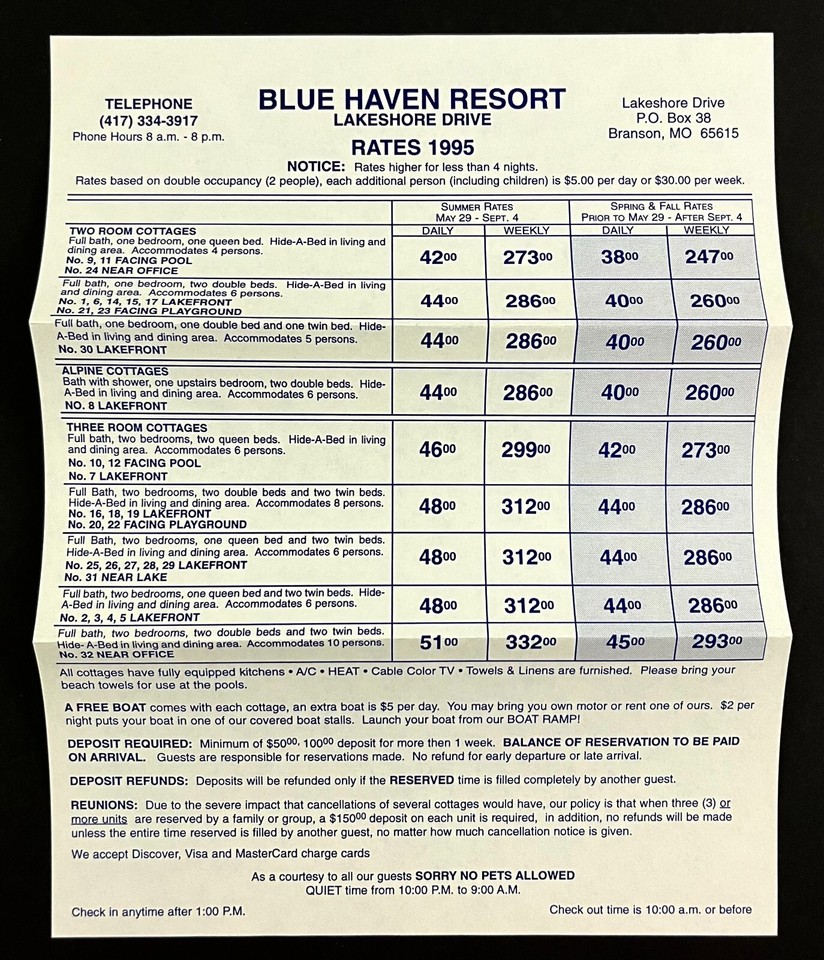 BLUE HAVEN RESORT
LAKESHORE DRIVE
RATES 1995
TELEPHONE
(417) 334-3917
Phone Hours 8 a.m. - 8 p.m.
Lakeshore Drive
P.O. Box 38
Branson, MO 65615
NOTICE: Rates higher for less than 4 nights.
Rates based on double occupancy (2 people), each additional person (including children) is $5.00 per day or $30.00 per week.
SUMMER RATES SPRING & FALL RATES
MAY 29 - SEPT. 4 PRIOR TO MAY 29 - AFTER SEPT. 4
DAILY WEEKLY DAILY WEEKLY
TWO ROOM COTTAGES
Full bath, one bedroom, one queen bed. Hide-A-Bed in living and
dining area. Accommodates 4 persons.
No. 9, 11 FACING POOL
No. 24 NEAR OFFICE
4200 27300 3800 24700
Full bath, one bedroom, two double beds. Hide-A-Bed in living
and dining area. Accommodates 6 persons.
No. 1, 6, 14, 15, 17 LAKEFRONT
No. 21, 23 FACING PLAYGROUND
4400 28600 4000 26000
Full bath, one bedroom, one double bed and one twin bed. Hide-
A-Bed in living and dining area. Accommodates 5 persons.
No. 30 LAKEFRONT
4400 28600 4000 26000
ALPINE COTTAGES
Bath with shower, one upstairs bedroom, two double beds. Hide-
A-Bed in living and dining area. Accommodates 6 persons.
NO. 8 LAKEFRONT
4400 28600 4000 26000
THREE ROOM COTTAGES
Full bath, two bedrooms, two queen beds. Hide-A-Bed in living
and dining area. Accommodates 6 persons.
No. 10, 12 FACING POOL
No. 7 LAKEFRONT
4600 29900 4200 27300
Full Bath, two bedrooms, two double beds and two twin beds.
Hide-A-Bed in living and dining area. Accommodates 8 persons.
No. 16, 18, 19 LAKEFRONT
No. 20, 22 FACING PLAYGROUND
4800 31200 4400 28600
Full Bath, two bedrooms, one queen bed and two twin beds.
Hide-A-Bed in living and dining area. Accommodates 6 persons.
No. 25, 26, 27, 28, 29 LAKEFRONT
No. 31 NEAR LAKE
4800 31200 4400 28600
Full bath, two bedrooms, one queen bed and two twin beds. Hide-
A-Bed in living and dining area. Accommodates 6 persons.
No. 2, 3, 4, 5 LAKEFRONT
4800 31200 4400 28600
Full bath, two bedrooms, two double beds and two twin beds.
Hide- A-Bed in living and dining area. Accommodates 10 persons.
No. 32 NEAR OFFICE
5100 33200 4500 29300
All cottages have fully equipped kitchens • A/C • HEAT • Cable Color TV • Towels & Linens are furnished. Please bring your
beach towels for use at the pools.
A FREE BOAT comes with each cottage, an extra boat is $5 per day. You may bring you own motor or rent one of ours. $2 per
night puts your boat in one of our covered boat stalls. Launch your boat from our BOAT RAMP!
DEPOSIT REQUIRED: Minimum of $5000, 10000 deposit for more then 1 week. BALANCE OF RESERVATION TO BE PAID
ON ARRIVAL. Guests are responsible for reservations made. No refund for early departure or late arrival.
DEPOSIT REFUNDS: Deposits will be refunded only if the RESERVED time is filled completely by another guest.
REUNIONS: Due to the severe impact that cancellations of several cottages would have, our policy is that when three (3) or
more units are reserved by a family or group, a $15000 deposit on each unit is required, in addition, no refunds will be made
unless the entire time reserved is filled by another guest, no matter how much cancellation notice is given.
We accept Discover, Visa and MasterCard charge cards
As a courtesy to all our guests SORRY NO PETS ALLOWED
QUIET time from 10:00 P.M. to 9:00 A.M.
Check in anytime after 1:00 P.M. Check out time is 10:00 a.m. or before